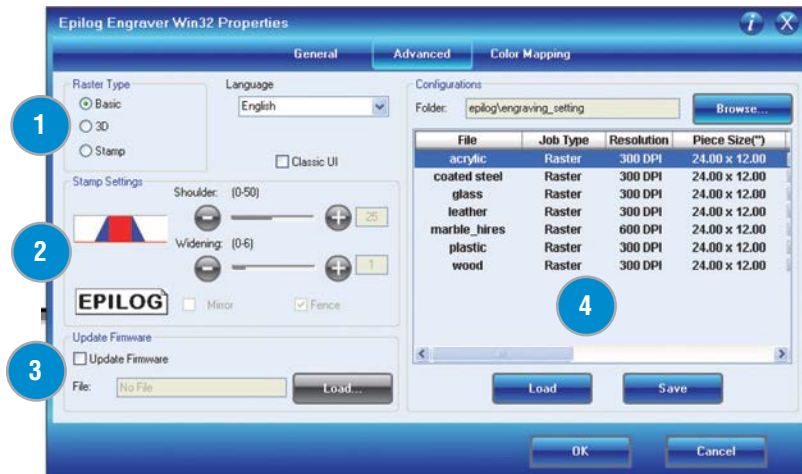 Epilog Engraver Win32 Properties
General Advanced Color Mapping
Raster Type
Basic
3D
Stamp
1
Language
English
Classic UI
Stamp Settings
Shoulder: (0-50)
25
Widening: (0-6)
1
2
EPILOG
Mirror
Fence
Update Firmware
Update Firmware
3
File: No File Load...
Configurations
Folder: epilog\engraving_setting Browse...
File Job Type Resolution Piece Size(")
acrylic Raster 300 DPI 24.00 x 12.00
coated steel Raster 300 DPI 24.00 x 12.00
glass Raster 300 DPI 24.00 x 12.00
leather Raster 300 DPI 24.00 x 12.00
marble_hires Raster 600 DPI 24.00 x 12.00
plastic Raster 300 DPI 24.00 x 12.00
wood Raster 300 DPI 24.00 x 12.00
4
Load Save
OK Cancel